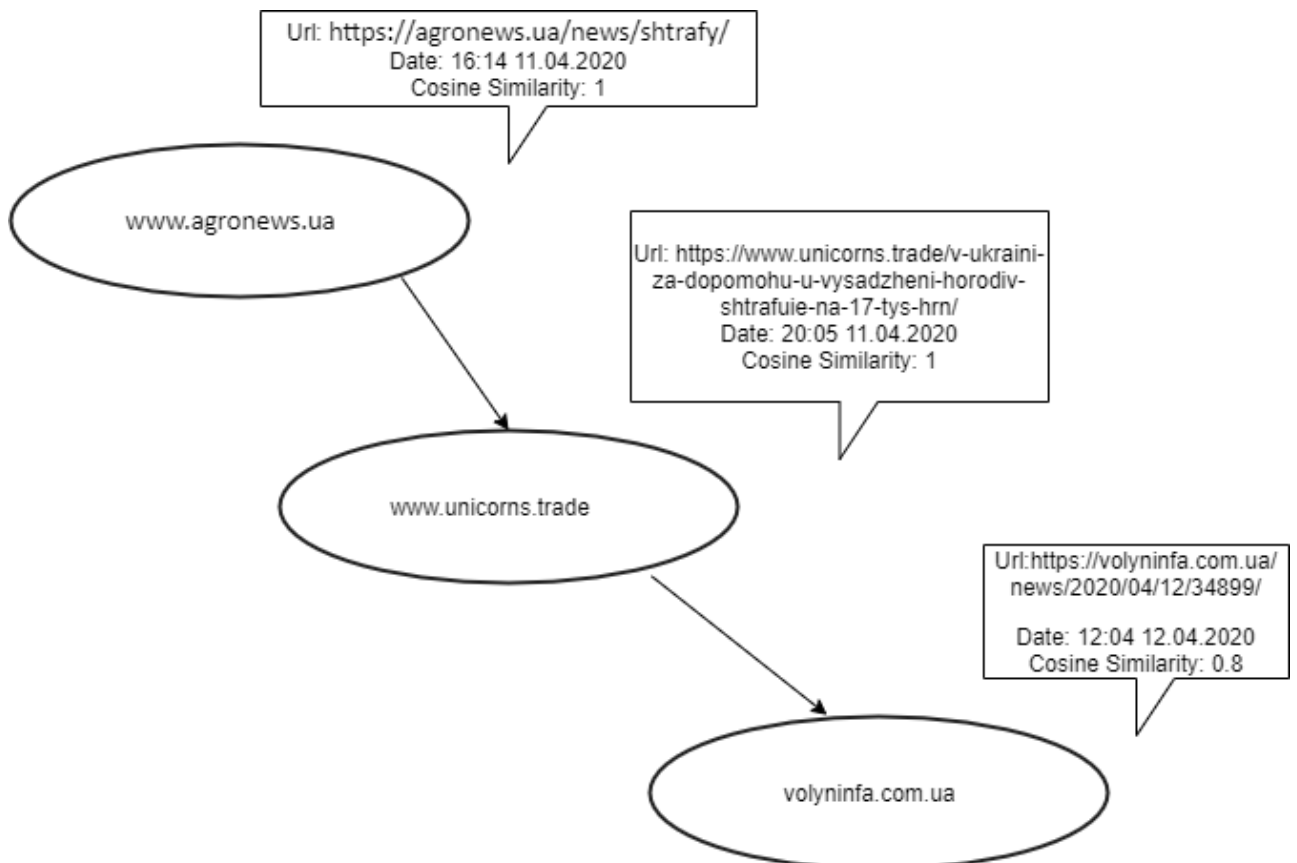 Url: https://agronews.ua/news/shtrafy/
Date: 16:14 11.04.2020
Cosine Similarity: 1
www.agronews.ua
Url: https://www.unicorns.trade/v-ukraini-
za-dopomohu-u-vysadzheni-horodiv-
shtrafuie-na-17-tys-hrn/
Date: 20:05 11.04.2020
Cosine Similarity: 1
www.unicorns.trade
Url:https://volyninfa.com.ua/
news/2020/04/12/34899/
Date: 12:04 12.04.2020
Cosine Similarity: 0.8
volyninfa.com.ua